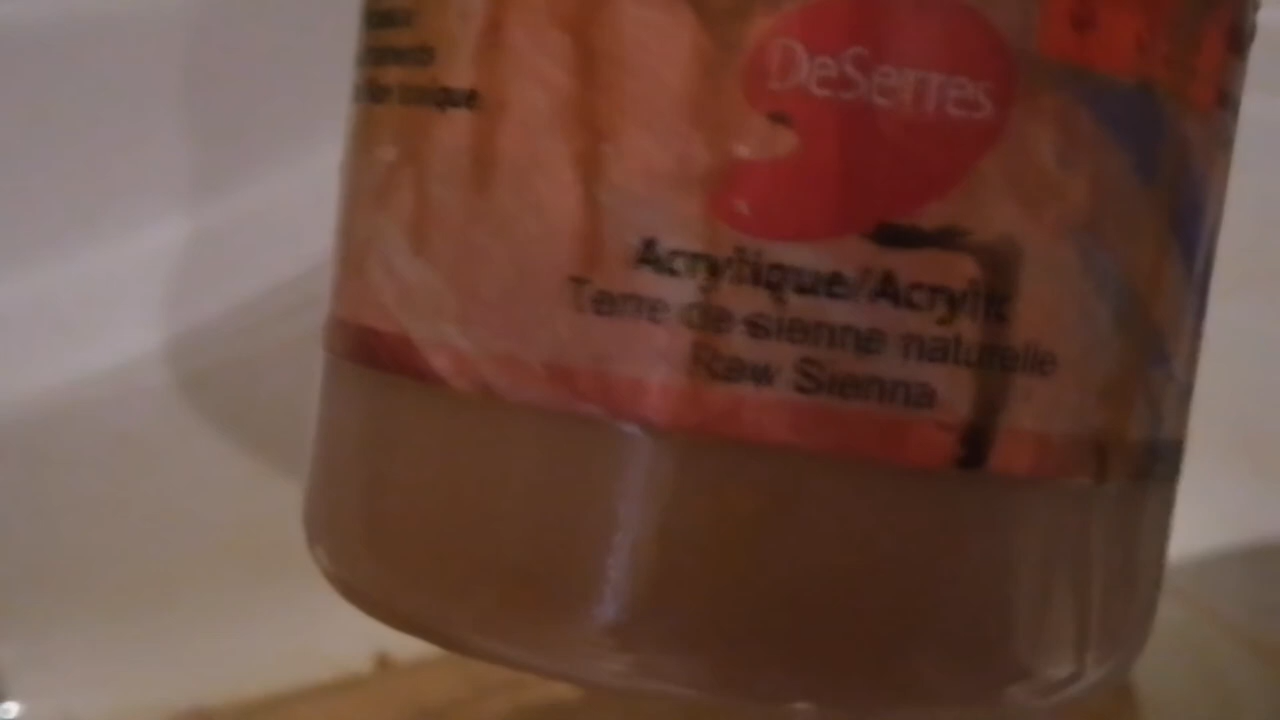 DeSerres
Acrylique/Acrylic
Terre de sienne naturelle
Raw Sienna